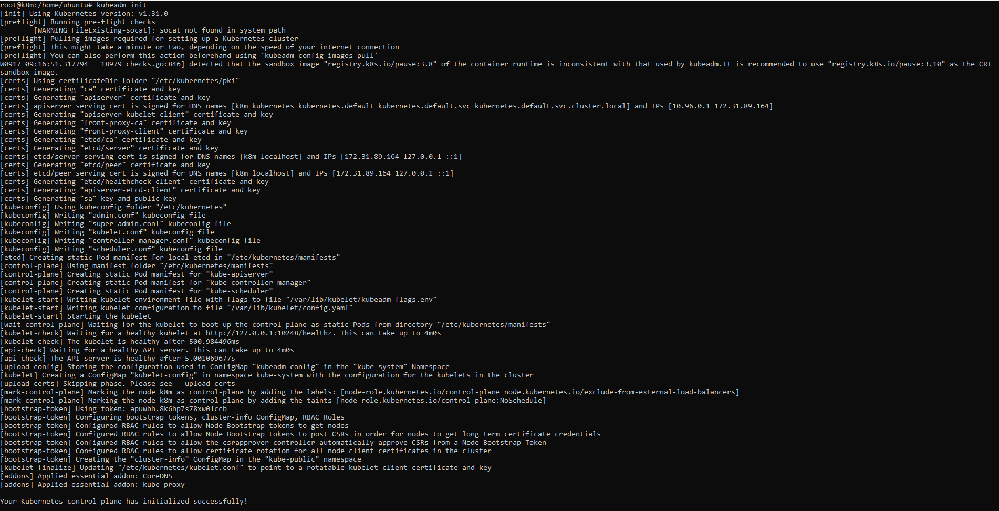 root@k8m:/home/ubuntu# kubeadm init
[init] Using Kubernetes version: v1.31.0
[preflight] Running pre-flight checks
        [WARNING FileExisting-socat]: socat not found in system path
[preflight] Pulling images required for setting up a Kubernetes cluster
[preflight] This might take a minute or two, depending on the speed of your internet connection
[preflight] You can also perform this action beforehand using 'kubeadm config images pull'
W0917 09:16:51.317794   18979 checks.go:846] detected that the sandbox image "registry.k8s.io/pause:3.8" of the container runtime is inconsistent with that used by kubeadm.It is recommended to use "registry.k8s.io/pause:3.10" as the CRI
sandbox image.
[certs] Using certificateDir folder "/etc/kubernetes/pki"
[certs] Generating "ca" certificate and key
[certs] Generating "apiserver" certificate and key
[certs] apiserver serving cert is signed for DNS names [k8m kubernetes kubernetes.default kubernetes.default.svc kubernetes.default.svc.cluster.local] and IPs [10.96.0.1 172.31.89.164]
[certs] Generating "apiserver-kubelet-client" certificate and key
[certs] Generating "front-proxy-ca" certificate and key
[certs] Generating "front-proxy-client" certificate and key
[certs] Generating "etcd/ca" certificate and key
[certs] Generating "etcd/server" certificate and key
[certs] etcd/server serving cert is signed for DNS names [k8m localhost] and IPs [172.31.89.164 127.0.0.1 ::1]
[certs] Generating "etcd/peer" certificate and key
[certs] etcd/peer serving cert is signed for DNS names [k8m localhost] and IPs [172.31.89.164 127.0.0.1 ::1]
[certs] Generating "etcd/healthcheck-client" certificate and key
[certs] Generating "apiserver-etcd-client" certificate and key
[certs] Generating "sa" key and public key
[kubeconfig] Using kubeconfig folder "/etc/kubernetes"
[kubeconfig] Writing "admin.conf" kubeconfig file
[kubeconfig] Writing "super-admin.conf" kubeconfig file
[kubeconfig] Writing "kubelet.conf" kubeconfig file
[kubeconfig] Writing "controller-manager.conf" kubeconfig file
[kubeconfig] Writing "scheduler.conf" kubeconfig file
[etcd] Creating static Pod manifest for local etcd in "/etc/kubernetes/manifests"
[control-plane] Using manifest folder "/etc/kubernetes/manifests"
[control-plane] Creating static Pod manifest for "kube-apiserver"
[control-plane] Creating static Pod manifest for "kube-controller-manager"
[control-plane] Creating static Pod manifest for "kube-scheduler"
[kubelet-start] Writing kubelet environment file with flags to file "/var/lib/kubelet/kubeadm-flags.env"
[kubelet-start] Writing kubelet configuration to file "/var/lib/kubelet/config.yaml"
[kubelet-start] Starting the kubelet
[wait-control-plane] Waiting for the kubelet to boot up the control plane as static Pods from directory "/etc/kubernetes/manifests"
[kubelet-check] Waiting for a healthy kubelet at http://127.0.0.1:10248/healthz. This can take up to 4m0s
[kubelet-check] The kubelet is healthy after 500.984496ms
[api-check] Waiting for a healthy API server. This can take up to 4m0s
[api-check] The API server is healthy after 5.001069677s
[upload-config] Storing the configuration used in ConfigMap "kubeadm-config" in the "kube-system" Namespace
[kubelet] Creating a ConfigMap "kubelet-config" in namespace kube-system with the configuration for the kubelets in the cluster
[upload-certs] Skipping phase. Please see --upload-certs
[mark-control-plane] Marking the node k8m as control-plane by adding the labels: [node-role.kubernetes.io/control-plane node.kubernetes.io/exclude-from-external-load-balancers]
[mark-control-plane] Marking the node k8m as control-plane by adding the taints [node-role.kubernetes.io/control-plane:NoSchedule]
[bootstrap-token] Using token: apuwbh.8k6bp7s78xw01ccb
[bootstrap-token] Configuring bootstrap tokens, cluster-info ConfigMap, RBAC Roles
[bootstrap-token] Configured RBAC rules to allow Node Bootstrap tokens to get nodes
[bootstrap-token] Configured RBAC rules to allow Node Bootstrap tokens to post CSRs in order for nodes to get long term certificate credentials
[bootstrap-token] Configured RBAC rules to allow the csrapprover controller automatically approve CSRs from a Node Bootstrap Token
[bootstrap-token] Configured RBAC rules to allow certificate rotation for all node client certificates in the cluster
[bootstrap-token] Creating the "cluster-info" ConfigMap in the "kube-public" namespace
[kubelet-finalize] Updating "/etc/kubernetes/kubelet.conf" to point to a rotatable kubelet client certificate and key
[addons] Applied essential addon: CoreDNS
[addons] Applied essential addon: kube-proxy

Your Kubernetes control-plane has initialized successfully!